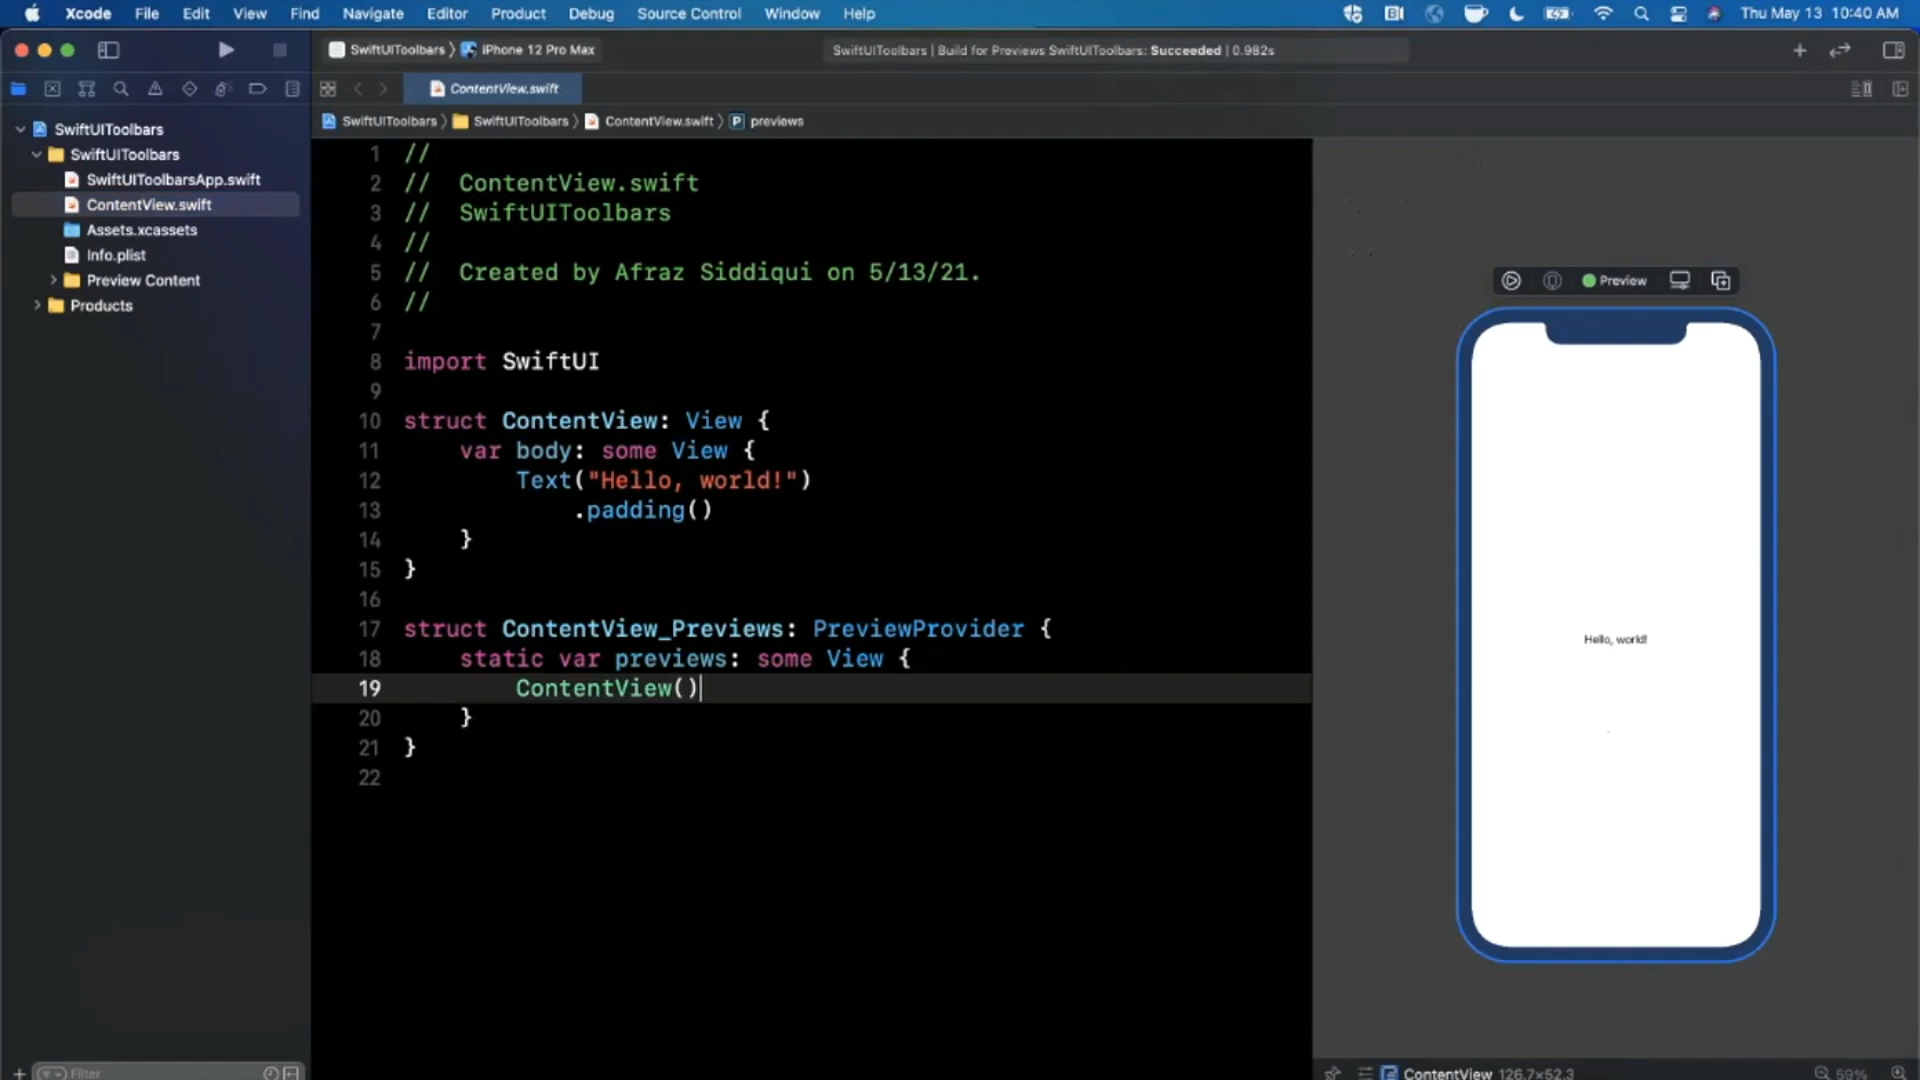 Xcode File Edit View Find Navigate Editor Product Debug Source Control Window Help Thu May 13 10:40 AM
SwiftUIToolbars iPhone 12 Pro Max SwiftUIToolbars | Build for Previews SwiftUIToolbars: Succeeded | 0.982s
ContentView.swift
SwiftUIToolbars SwiftUIToolbars ContentView.swift P previews
SwiftUIToolbars
SwiftUIToolbars
SwiftUIToolbarsApp.swift
ContentView.swift
Assets.xcassets
Info.plist
Preview Content
Products
Filter
1 //
2 // ContentView.swift
3 // SwiftUIToolbars
4 //
5 // Created by Afraz Siddiqui on 5/13/21.
6 //
7
8 import SwiftUI
9
10 struct ContentView: View {
11 var body: some View {
12 Text("Hello, world!")
13 .padding()
14 }
15 }
16
17 struct ContentView_Previews: PreviewProvider {
18 static var previews: some View {
19 ContentView()
20 }
21 }
22
Preview
Hello, world!
ContentView 126.7×52.3 59%